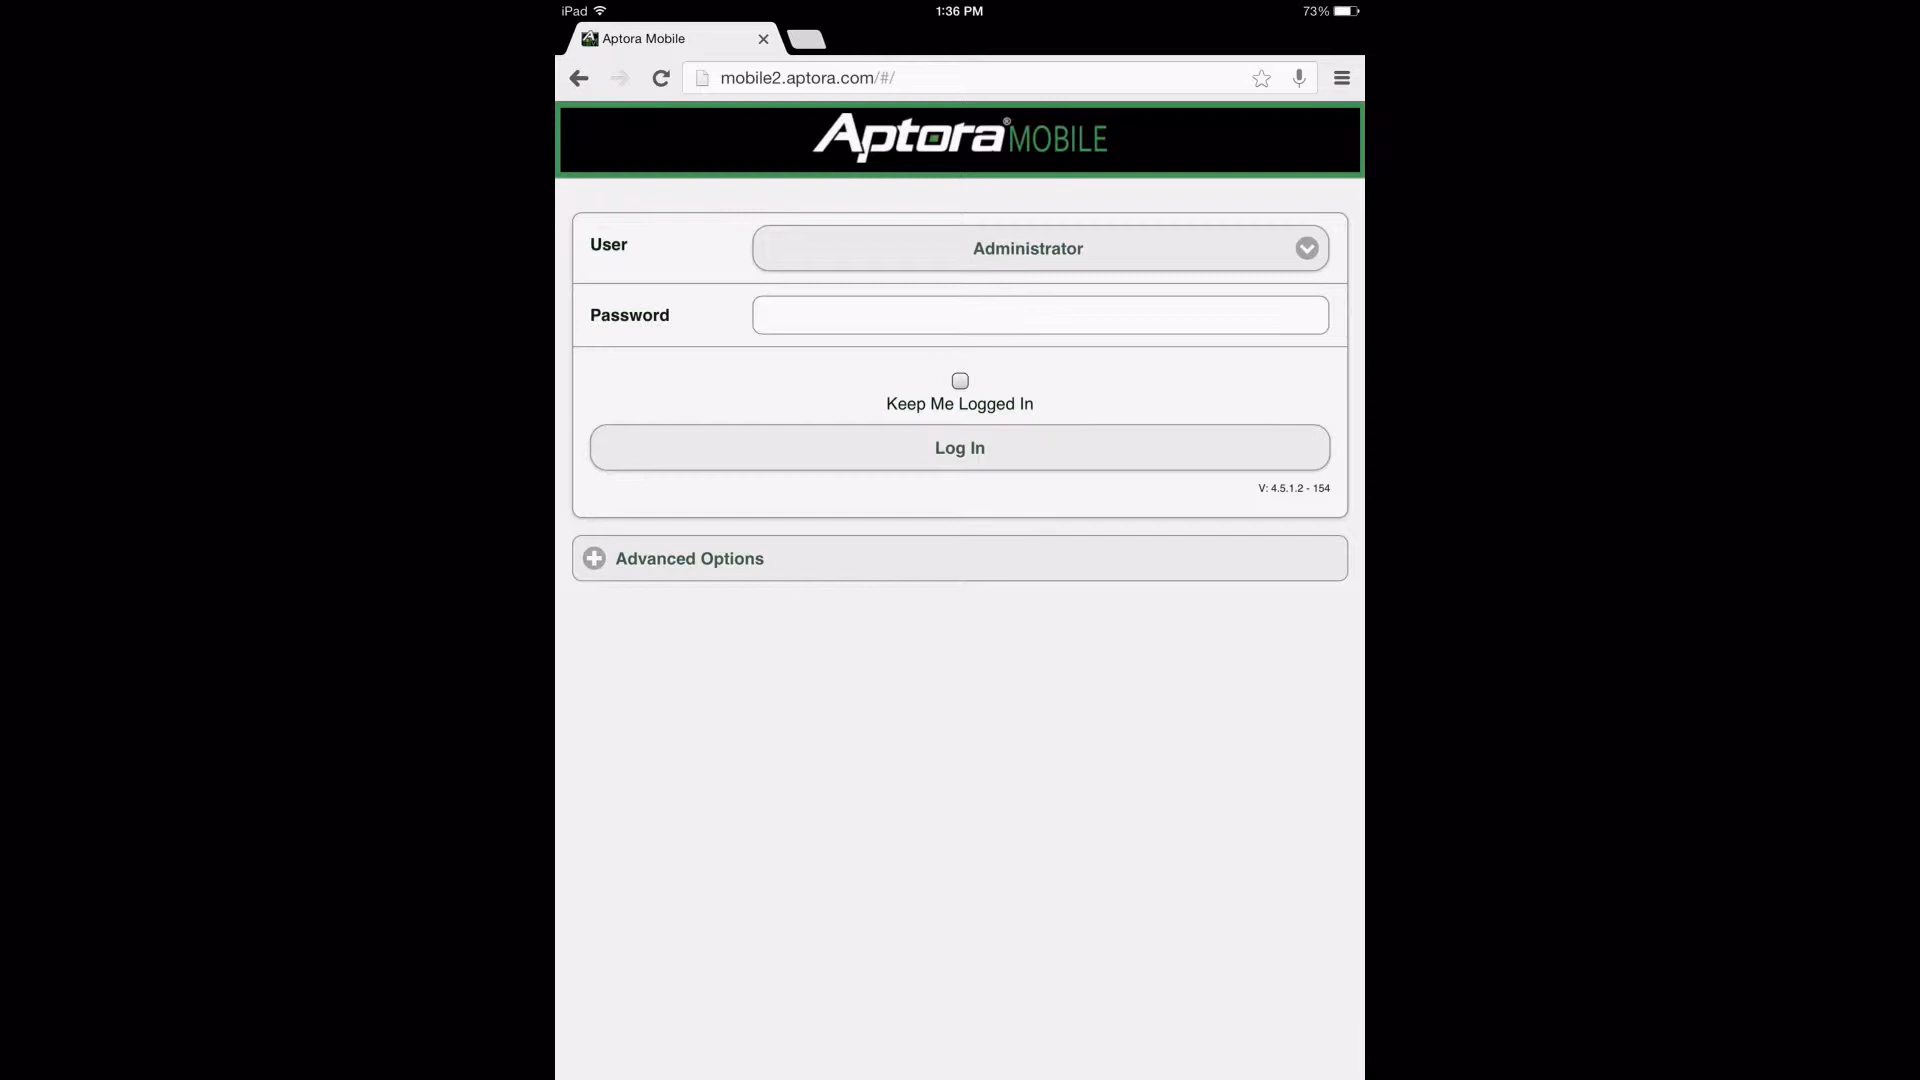 iPad 1:36 PM 73%
Aptora Mobile
mobile2.aptora.com/#/
Aptora® MOBILE
User Administrator
Password
Keep Me Logged In
Log In
V: 4.5.1.2 - 154
Advanced Options